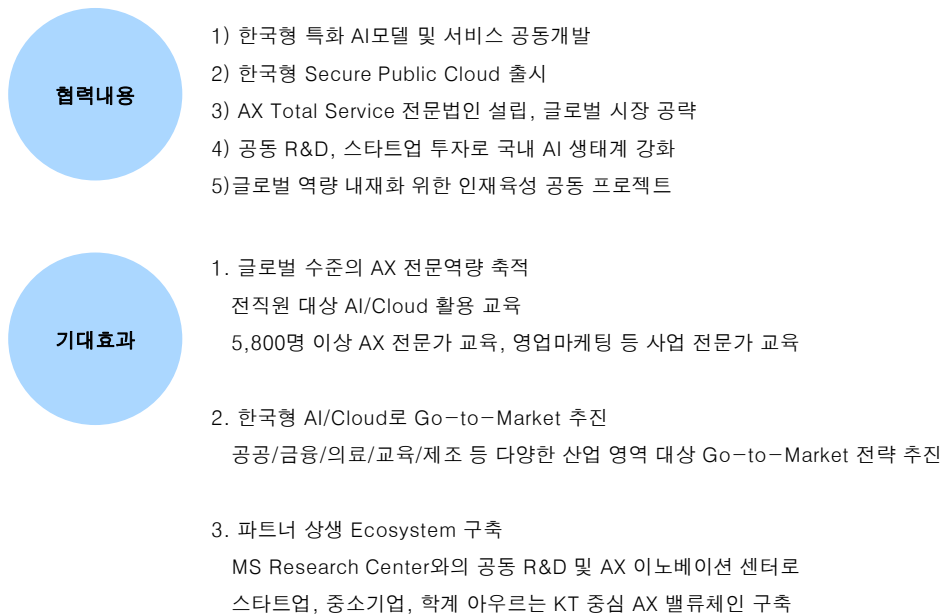 협력내용
1) 한국형 특화 AI모델 및 서비스 공동개발
2) 한국형 Secure Public Cloud 출시
3) AX Total Service 전문법인 설립, 글로벌 시장 공략
4) 공동 R&D, 스타트업 투자로 국내 AI 생태계 강화
5)글로벌 역량 내재화 위한 인재육성 공동 프로젝트
기대효과
1. 글로벌 수준의 AX 전문역량 축적
전직원 대상 AI/Cloud 활용 교육
5,800명 이상 AX 전문가 교육, 영업마케팅 등 사업 전문가 교육
2. 한국형 AI/Cloud로 Go-to-Market 추진
공공/금융/의료/교육/제조 등 다양한 산업 영역 대상 Go-to-Market 전략 추진
3. 파트너 상생 Ecosystem 구축
MS Research Center와의 공동 R&D 및 AX 이노베이션 센터로
스타트업, 중소기업, 학계 아우르는 KT 중심 AX 밸류체인 구축